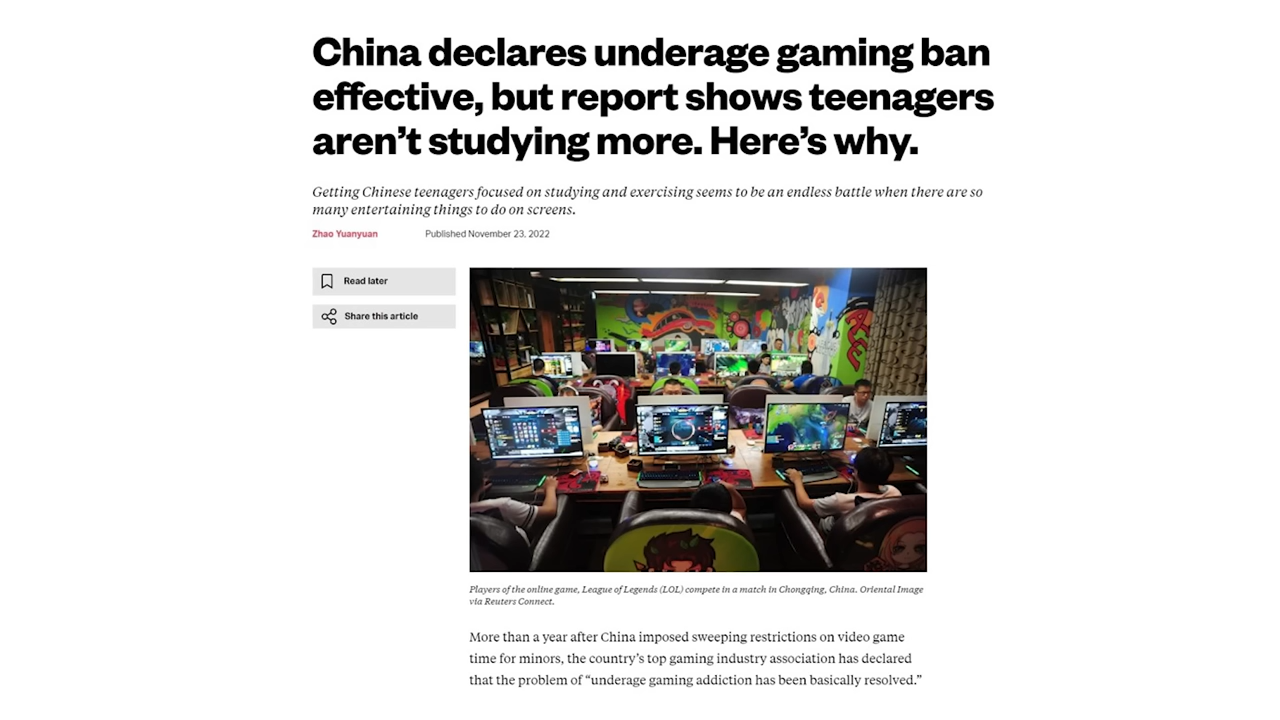 China declares underage gaming ban
effective, but report shows teenagers
aren’t studying more. Here’s why.
Getting Chinese teenagers focused on studying and exercising seems to be an endless battle when there are so
many entertaining things to do on screens.
Zhao Yuanyuan
Published November 23, 2022
Read later
Share this article
Players of the online game, League of Legends (LOL) compete in a match in Chongqing, China. Oriental Image
via Reuters Connect.
More than a year after China imposed sweeping restrictions on video game
time for minors, the country’s top gaming industry association has declared
that the problem of “underage gaming addiction has been basically resolved.”